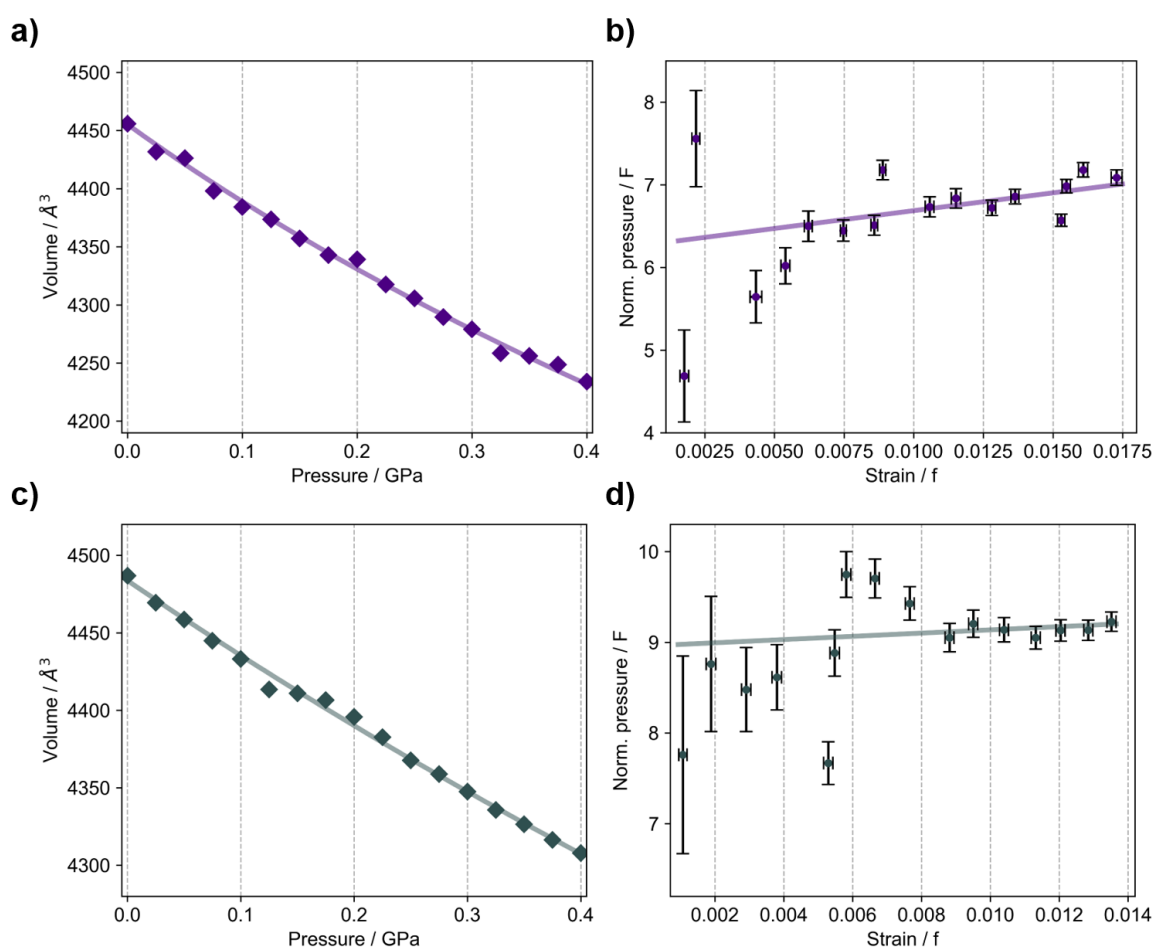 a)
Volume / Å³
4500
4450
4400
4350
4300
4250
4200
0.0 0.1 0.2 0.3 0.4
Pressure / GPa
b)
Norm. pressure / F
8
7
6
5
4
0.0025 0.0050 0.0075 0.0100 0.0125 0.0150 0.0175
Strain / f
c)
Volume / Å³
4500
4450
4400
4350
4300
0.0 0.1 0.2 0.3 0.4
Pressure / GPa
d)
Norm. pressure / F
10
9
8
7
0.002 0.004 0.006 0.008 0.010 0.012 0.014
Strain / f